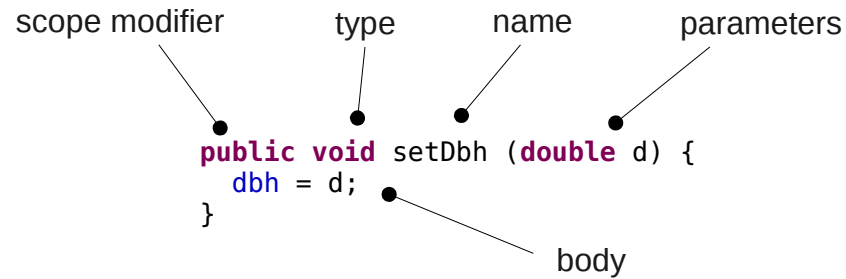 scope modifier type name parameters
public void setDbh (double d) {
dbh = d;
}
body